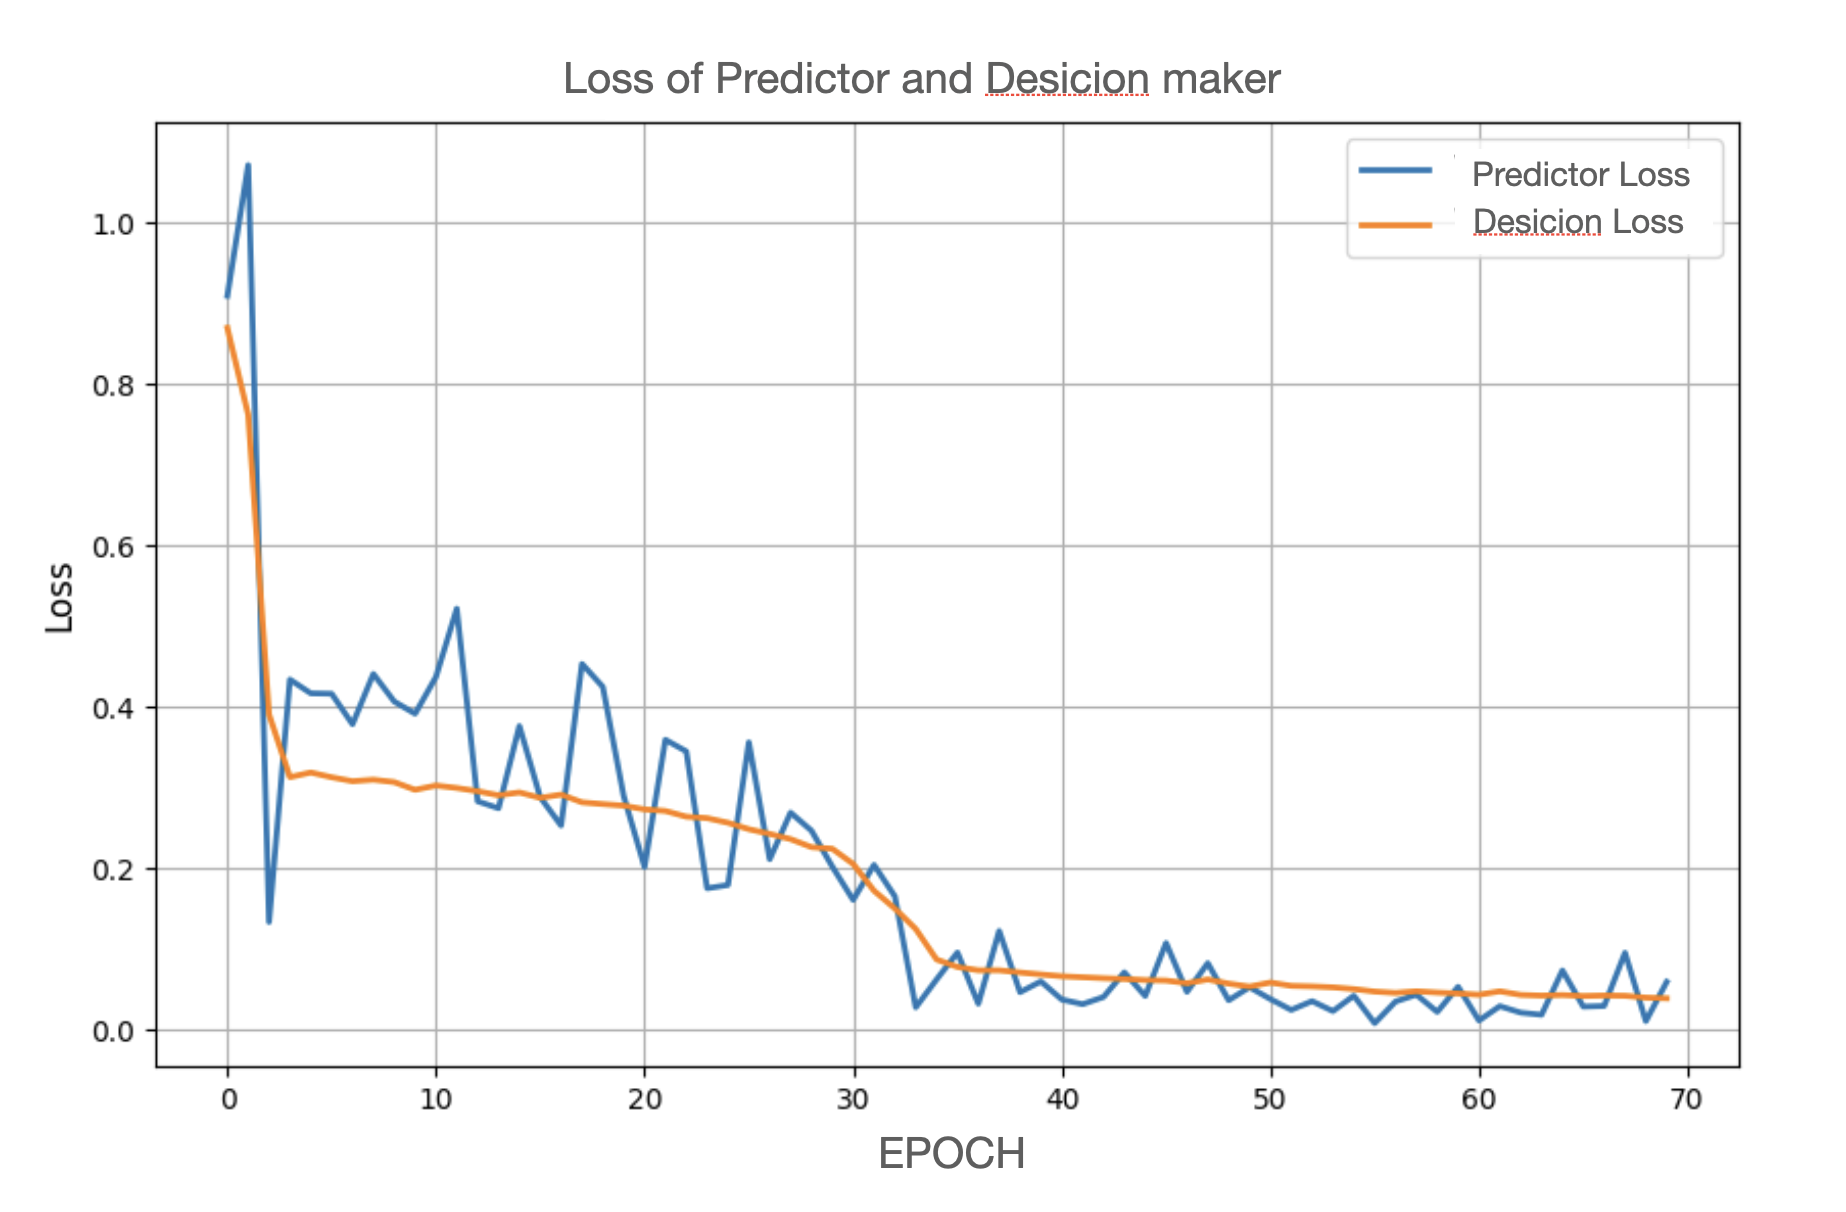 Loss of Predictor and Desicion maker
Predictor Loss
Desicion Loss
1.0
0.8
0.6
0.4
0.2
0.0
Loss
0 10 20 30 40 50 60 70
EPOCH